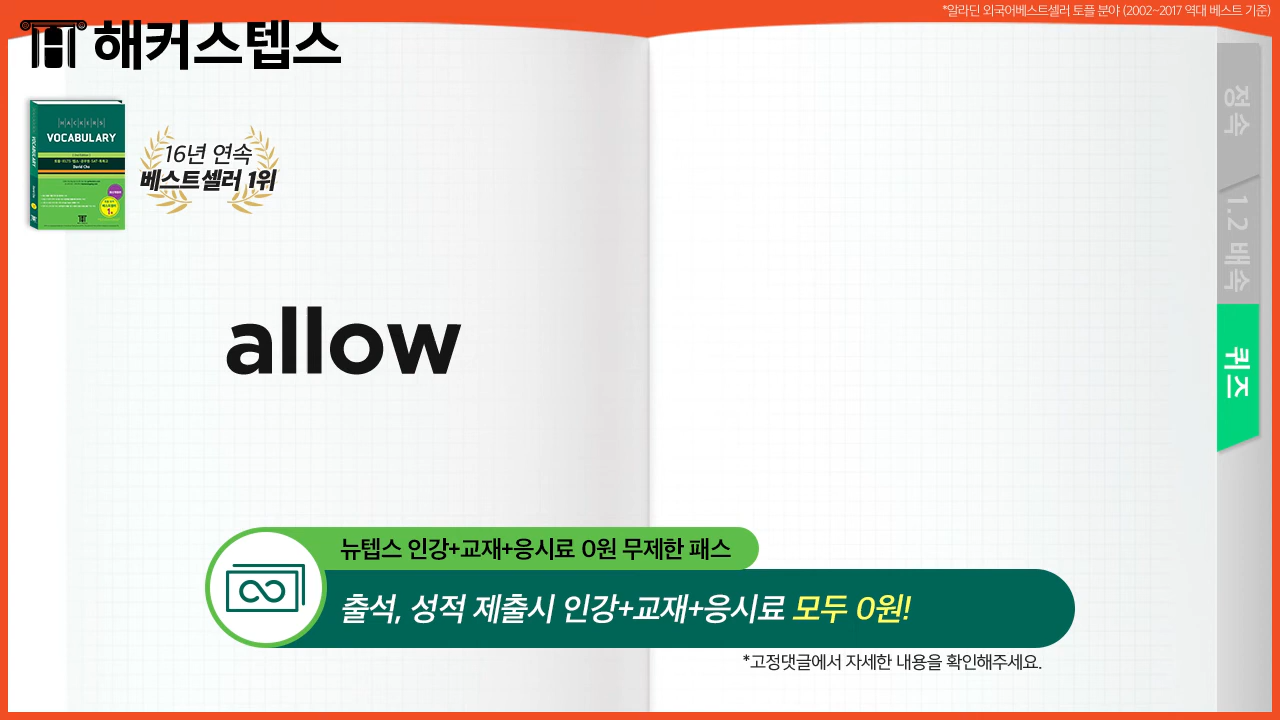 *알라딘 외국어베스트셀러 토플 분야 (2002~2017 역대 베스트 기준)
해커스텝스
HACKERS
VOCABULARY
David Cho
16년 연속
베스트셀러 1위
정속
1.2 배속
퀴즈
allow
뉴텝스 인강+교재+응시료 0원 무제한 패스
출석, 성적 제출시 인강+교재+응시료 모두 0원!
*고정댓글에서 자세한 내용을 확인해주세요.